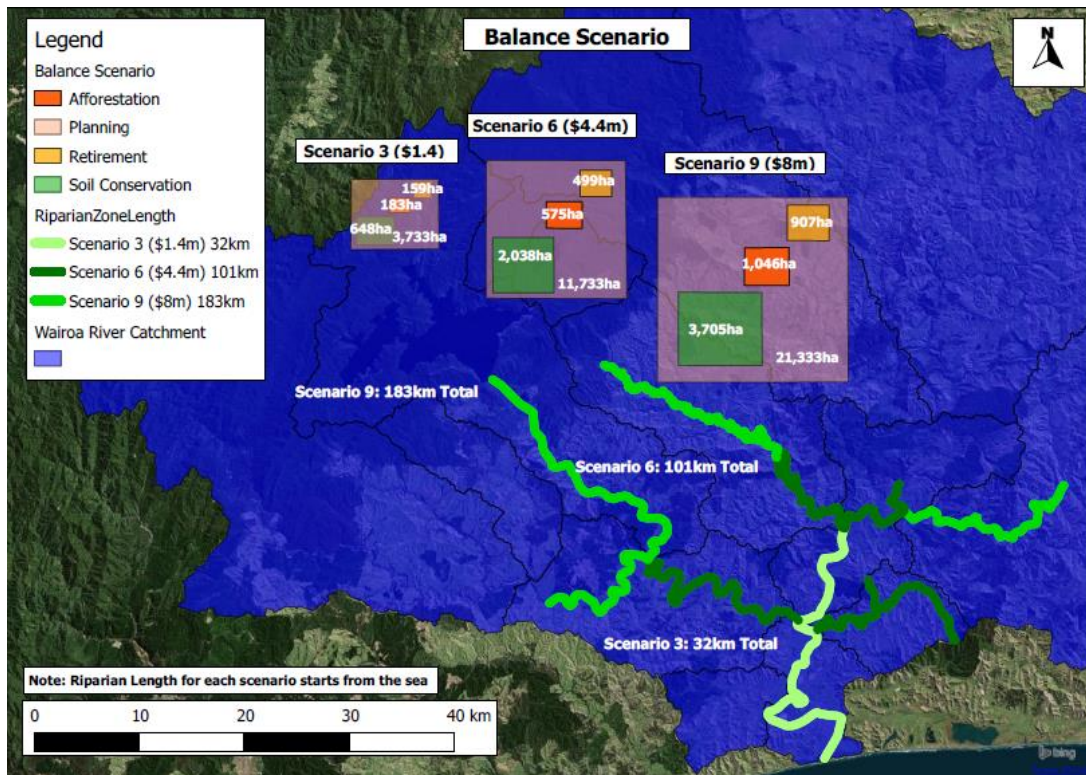 Legend
Balance Scenario
Afforestation
Planning
Retirement
Soil Conservation
RiparianZoneLength
Scenario 3 ($1.4m) 32km
Scenario 6 ($4.4m) 101km
Scenario 9 ($8m) 183km
Wairoa River Catchment
Balance Scenario
N
Scenario 3 ($1.4)
159ha
183ha
648ha
3,733ha
Scenario 6 ($4.4m)
499ha
575ha
2,038ha
11,733ha
Scenario 9 ($8m)
907ha
1,046ha
3,705ha
21,333ha
Scenario 9: 183km Total
Scenario 6: 101km Total
Scenario 3: 32km Total
Note: Riparian Length for each scenario starts from the sea
0 10 20 30 40 km
bing